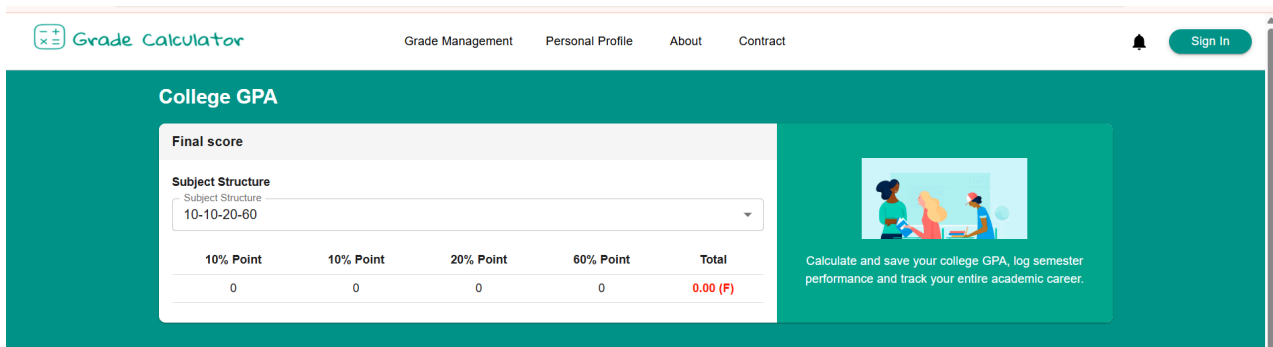 Grade Calculator
Grade Management Personal Profile About Contract
Sign In
College GPA
Final score
Subject Structure
Subject Structure
10-10-20-60
10% Point 10% Point 20% Point 60% Point Total
0 0 0 0 0.00 (F)
Calculate and save your college GPA, log semester
performance and track your entire academic career.